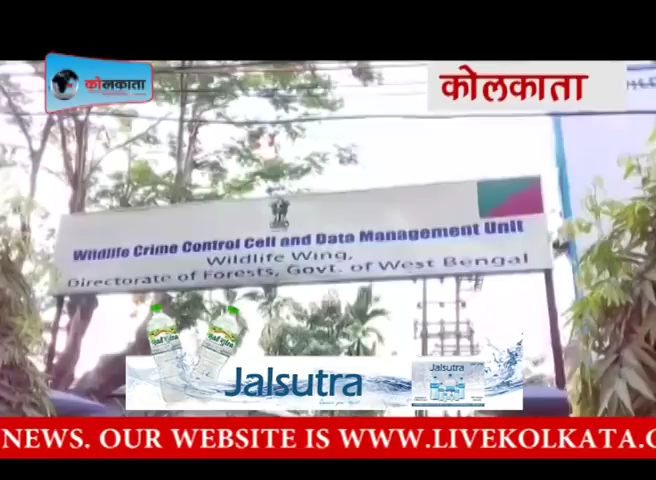 कोलकाता
कोलकाता
Wildlife Crime Control Cell and Data Management Unit
Wildlife Wing,
Directorate of Forests, Govt. of West Bengal
Jalsutra
Jalsutra
NEWS. OUR WEBSITE IS WWW.LIVEKOLKATA.C